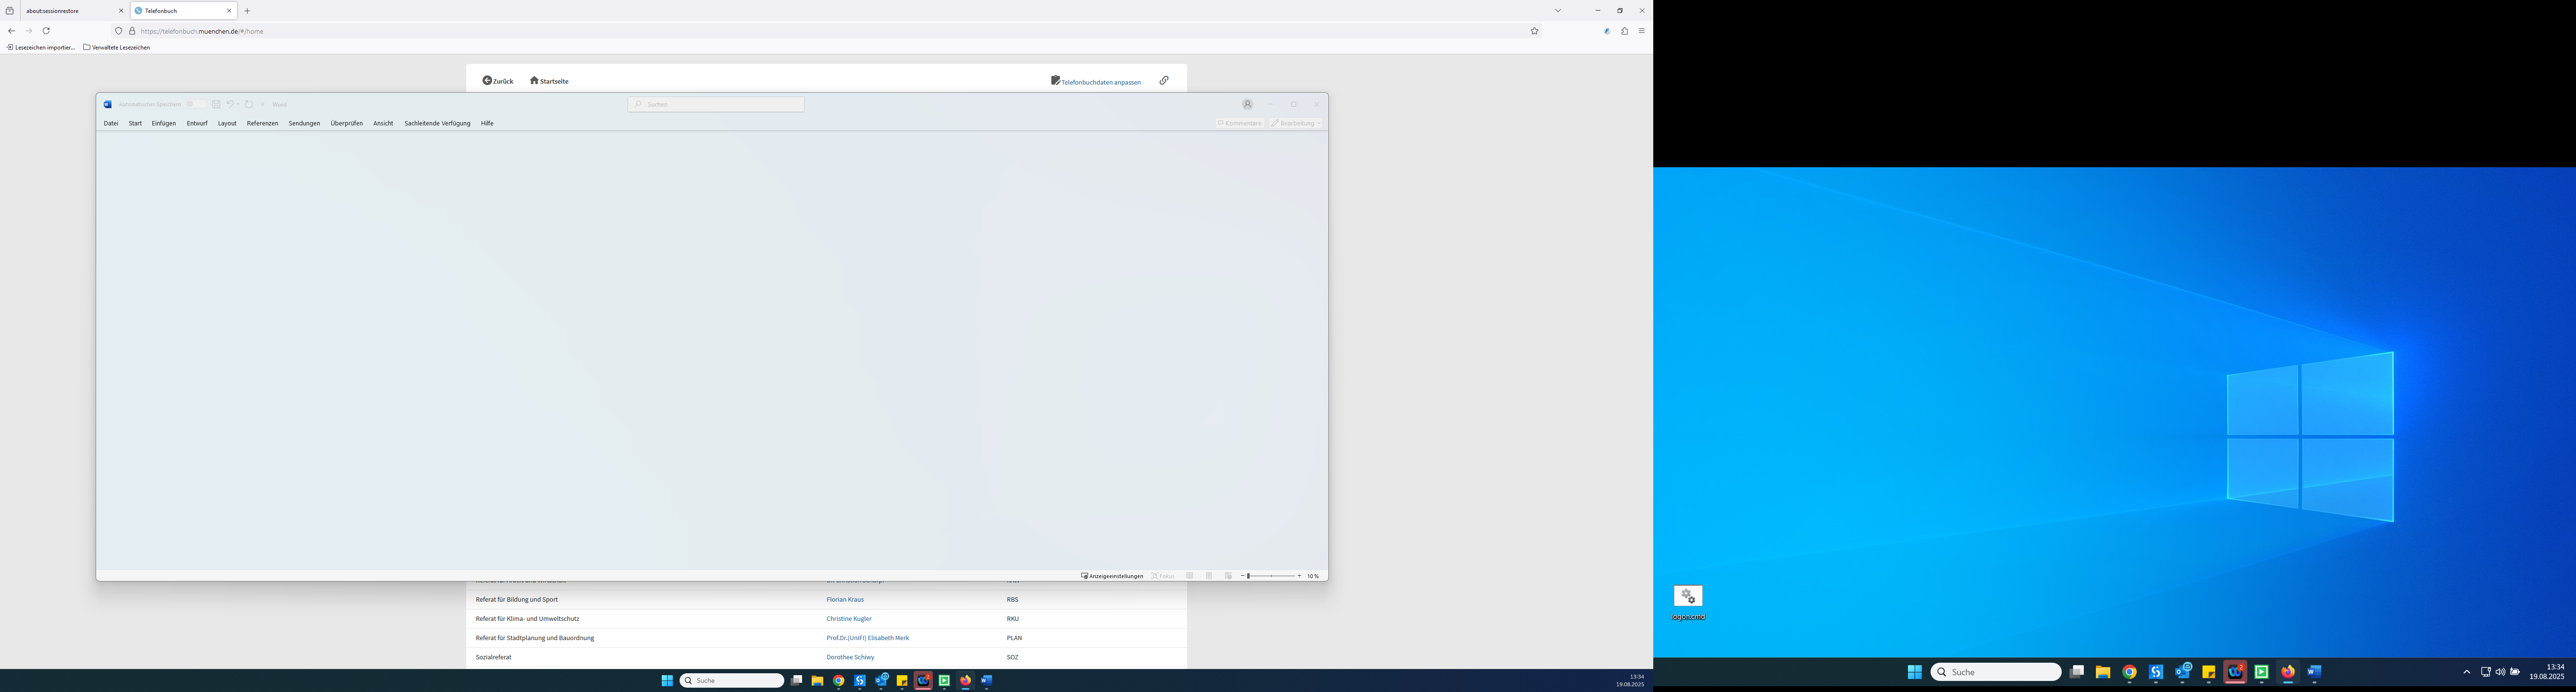 about:sessionrestore
Telefonbuch
https://telefonbuch.muenchen.de/#/home
Lesezeichen importier...
Verwaltete Lesezeichen
Zurück
Startseite
Telefonbuchdaten anpassen
Automatisches Speichern
Word
Suchen
Datei
Start
Einfügen
Entwurf
Layout
Referenzen
Sendungen
Überprüfen
Ansicht
Sachleitende Verfügung
Hilfe
Kommentare
Bearbeitung
Anzeigeeinstellungen
Fokus
10 %
Referat für Bildung und Sport
Florian Kraus
RBS
Referat für Klima- und Umweltschutz
Christine Kugler
RKU
Referat für Stadtplanung und Bauordnung
Prof.Dr.(UniFI) Elisabeth Merk
PLAN
Sozialreferat
Dorothee Schiwy
SOZ
Suche
13:34
19.08.2025
logon.cmd
Suche
13:34
19.08.2025